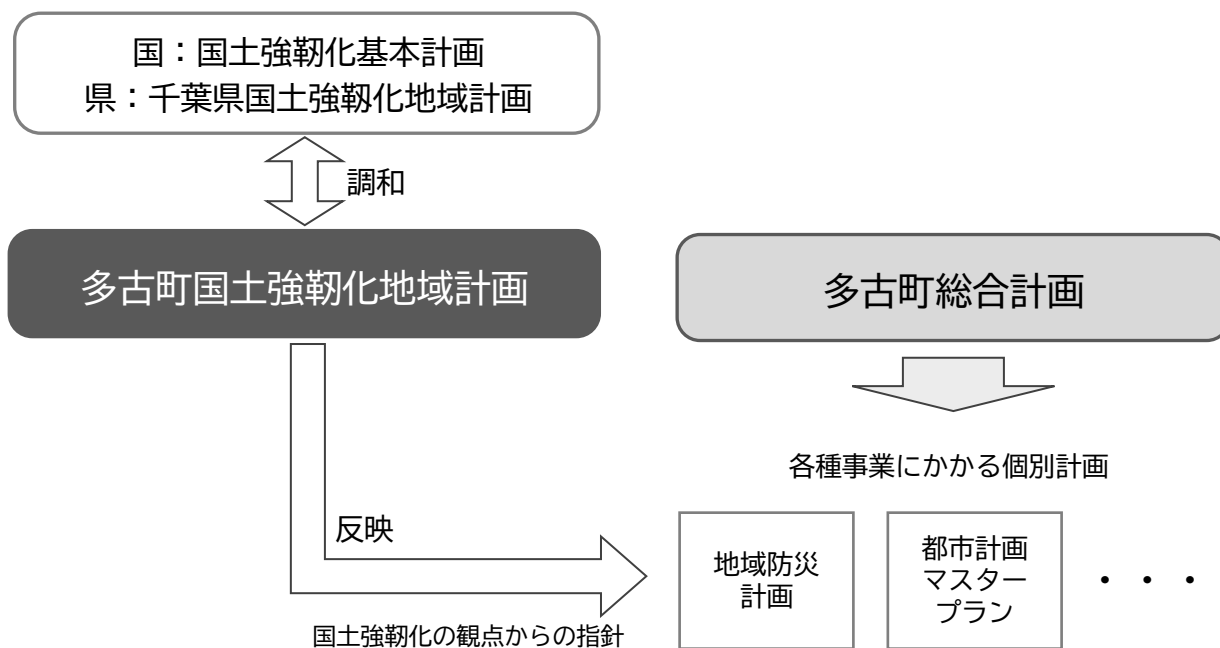 国：国土強靭化基本計画
県：千葉県国土強靱化地域計画
調和
多古町国土強靭化地域計画
多古町総合計画
各種事業にかかる個別計画
反映
地域防災
計画
都市計画
マスター
プラン
・・・
国土強靭化の観点からの指針